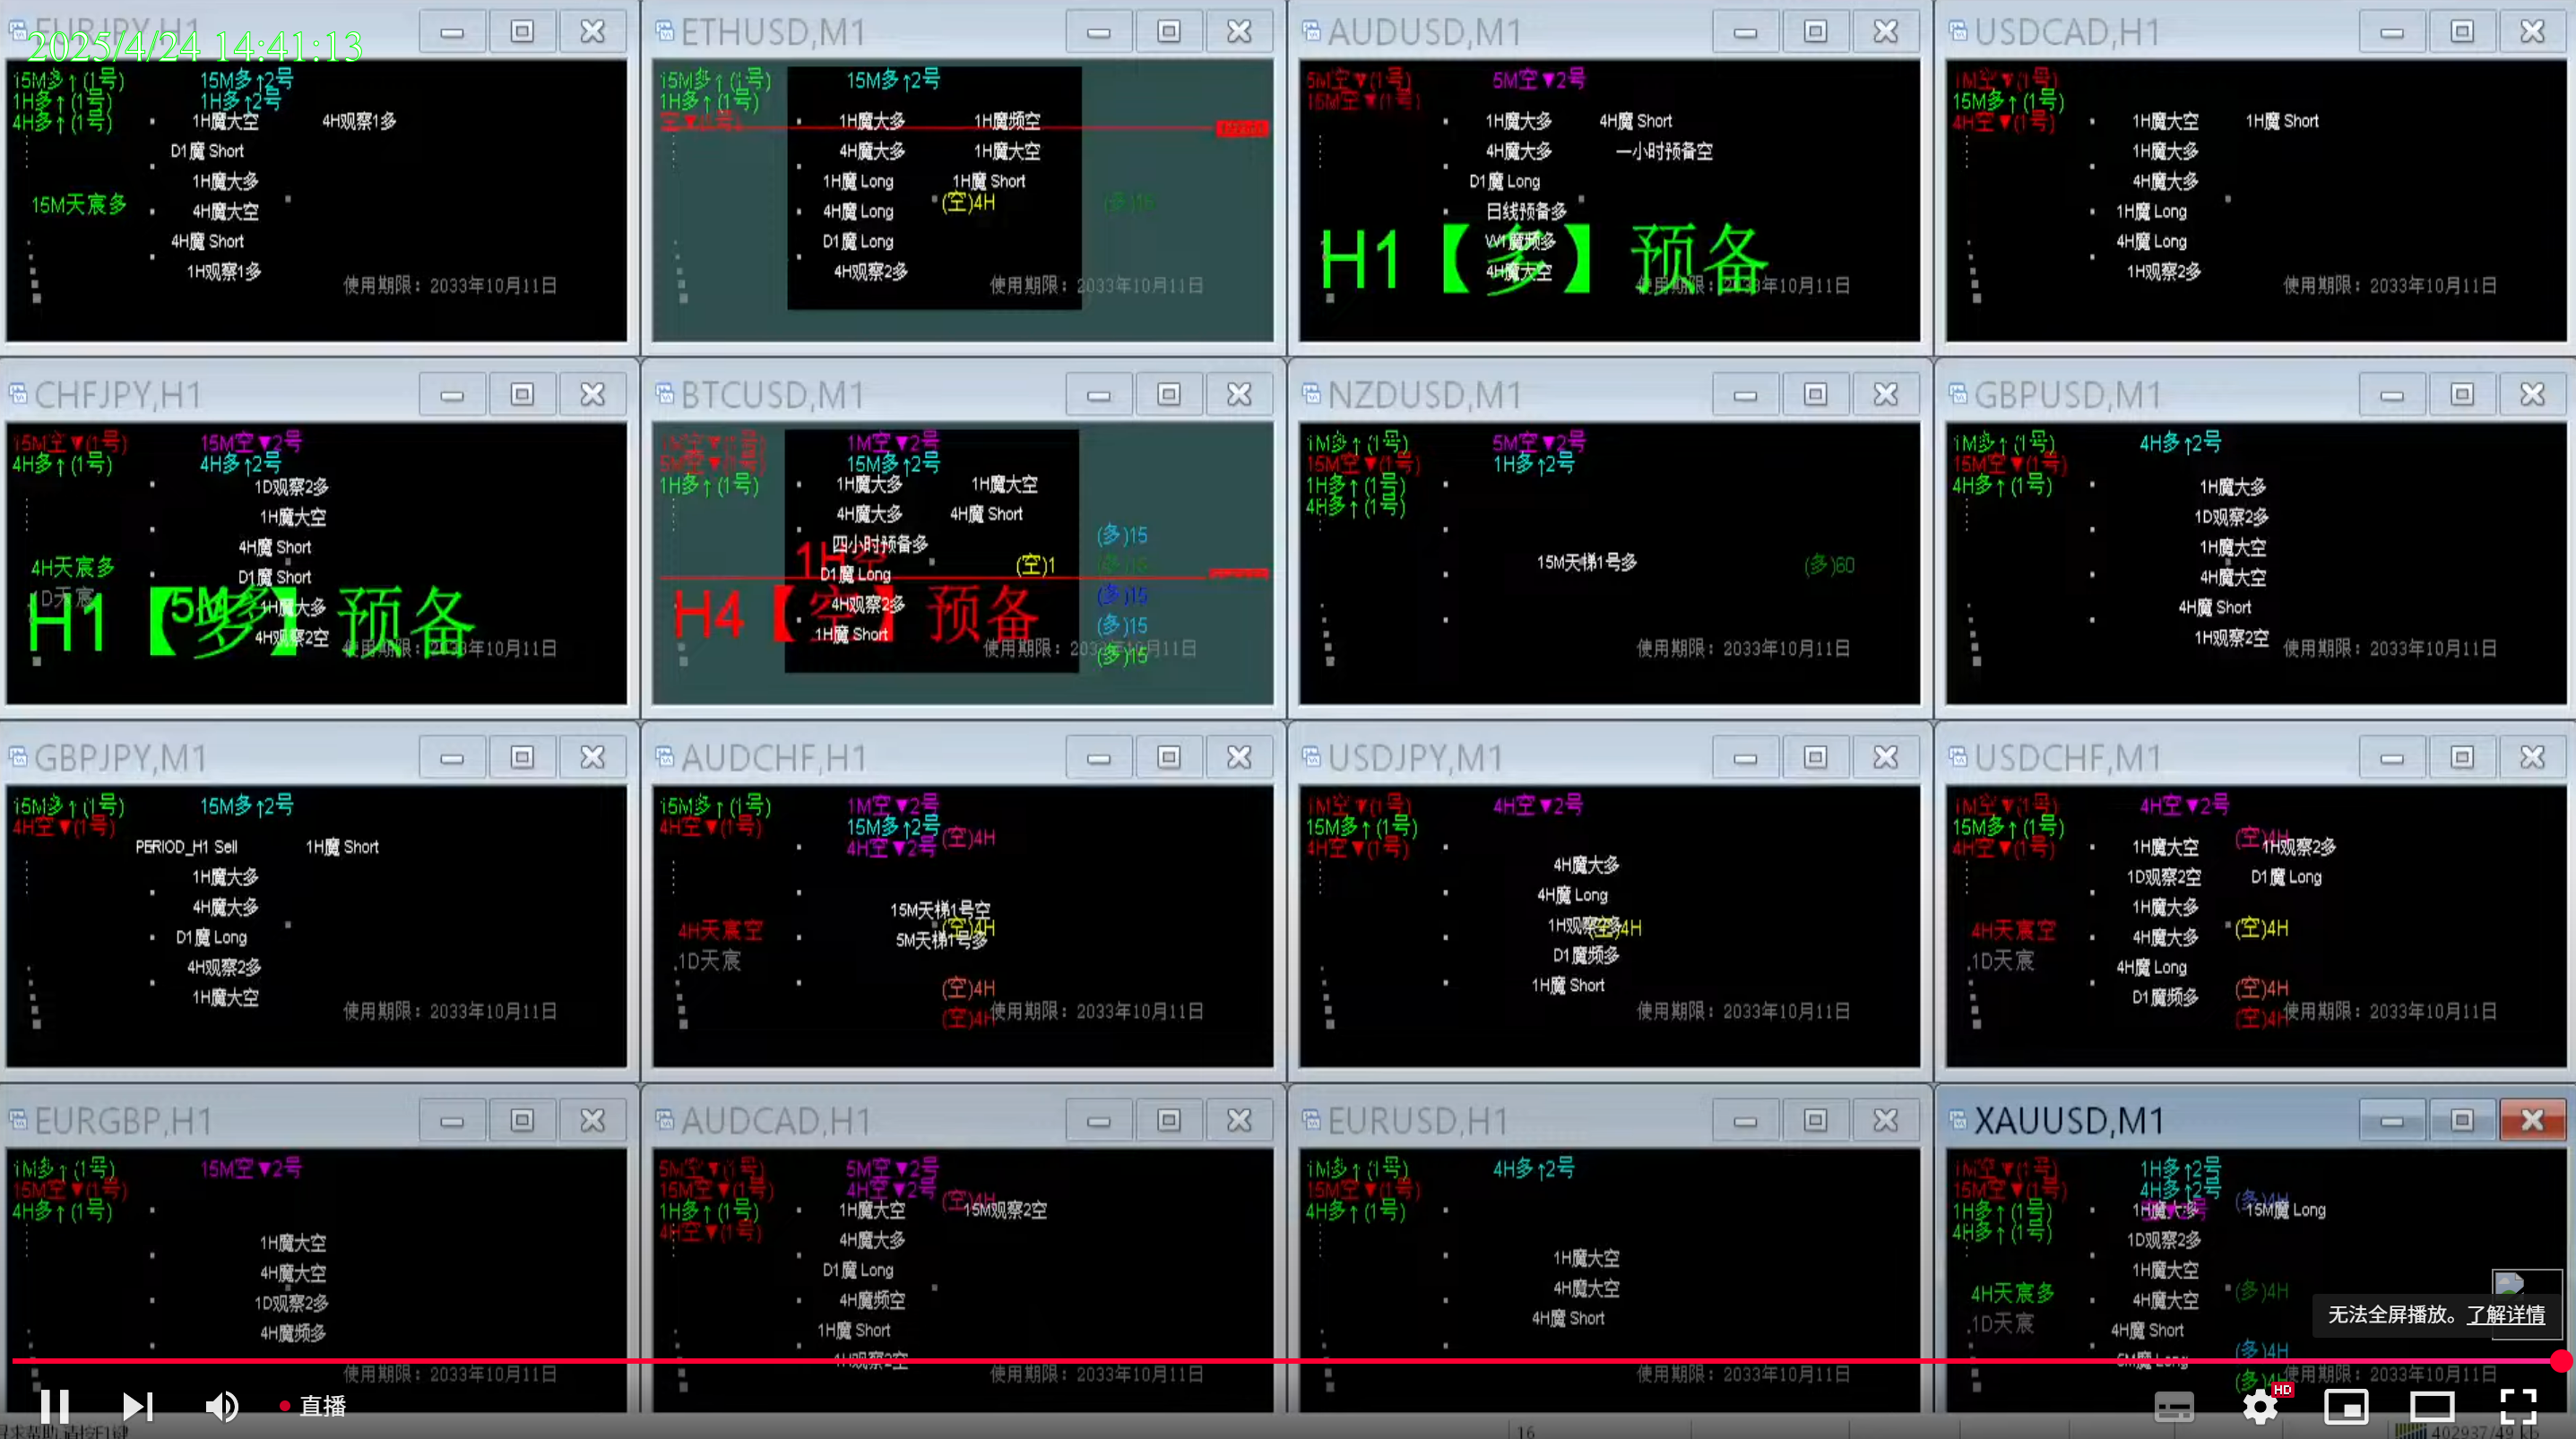 EURJPY,H1
2025/4/24 14:41:13
15M多↑(1号) 15M多↑2号
1H多↑(1号) 1H多↑2号
4H多↑(1号) 1H魔大空 4H观察1多
D1魔 Short
1H魔大多
15M天宸多 4H魔大空
4H魔 Short
1H观察1多
使用期限：2033年10月11日
ETHUSD,M1
15M多↑(1号) 15M多↑2号
1H多↑(1号)
空▼(1号) 1H魔大多 1H魔频空
4H魔大多 1H魔大空
1H魔 Long 1H魔 Short
(空)4H (多)15
4H魔 Long
D1魔 Long
4H观察2多
使用期限：2033年10月11日
AUDUSD,M1
5M空▼(1号) 5M空▼2号
15M空▼(1号)
1H魔大多 4H魔 Short
4H魔大多 一小时预备空
D1魔 Long
日线预备多
W1魔频多
H1【多】预备
4H魔大空
使用期限：2033年10月11日
USDCAD,H1
1M空▼(1号)
15M多↑(1号)
4H空▼(1号) 1H魔大空 1H魔 Short
1H魔大多
4H魔大多
1H魔 Long
4H魔 Long
1H观察2多
使用期限：2033年10月11日
CHFJPY,H1
15M空▼(1号) 15M空▼2号
4H多↑(1号) 4H多↑2号
1D观察2多
1H魔大空
4H魔 Short
4H天宸多
D1魔 Short
1D天宸
5M多 1H魔大多
H1【多】预备
4H观察2空
使用期限：2033年10月11日
BTCUSD,M1
1M空▼(1号) 1M空▼2号
5M空▼(1号) 15M多↑2号
1H多↑(1号) 1H魔大多 1H魔大空
4H魔大多 4H魔 Short
(多)15
四小时预备多
1H空 (空)1 (多)15
D1魔 Long
4H观察2多 (多)15
H4【空】预备 (多)15
1H魔 Short
使用期限：2033年10月11日
(多)15
NZDUSD,M1
1M多↑(1号) 5M空▼2号
15M空▼(1号) 1H多↑2号
1H多↑(1号)
4H多↑(1号)
15M天梯1号多 (多)60
使用期限：2033年10月11日
GBPUSD,M1
1M多↑(1号) 4H多↑2号
15M空▼(1号)
4H多↑(1号) 1H魔大多
1D观察2多
1H魔大空
4H魔大空
4H魔 Short
1H观察2空
使用期限：2033年10月11日
GBPJPY,M1
15M多↑(1号) 15M多↑2号
4H空▼(1号)
PERIOD_H1 Sell 1H魔 Short
1H魔大多
4H魔大多
D1魔 Long
4H观察2多
1H魔大空
使用期限：2033年10月11日
AUDCHF,H1
15M多↑(1号) 1M空▼2号
4H空▼(1号) 15M多↑2号 (空)4H
4H空▼2号
15M天梯1号空
4H天宸空 (空)4H
5M天梯1号多
1D天宸
(空)4H
(空)4H 使用期限：2033年10月11日
USDJPY,M1
1M空▼(1号) 4H空▼2号
15M多↑(1号)
4H空▼(1号)
4H魔大多
4H魔 Long
(空)4H
D1魔频多
1H魔 Short
使用期限：2033年10月11日
USDCHF,M1
1M空▼(1号) 4H空▼2号
15M多↑(1号) (空)4H
4H空▼(1号) 1H魔大空 1H观察2多
1D观察2空 D1魔 Long
1H魔大多
4H天宸空 4H魔大多 (空)4H
1D天宸 4H魔 Long
D1魔频多 (空)4H
(空)4H 使用期限：2033年10月11日
EURGBP,H1
1M多↑(1号) 15M空▼2号
15M空▼(1号)
4H多↑(1号)
1H魔大空
4H魔大空
1D观察2多
4H魔频多
使用期限：2033年10月11日
AUDCAD,H1
5M空▼(1号) 5M空▼2号
15M空▼(1号) 4H空▼2号 (空)4H
1H多↑(1号) 1H魔大空 15M观察2空
4H空▼(1号) 4H魔大多
D1魔 Long
4H魔频空
1H魔 Short
1H观察2空
使用期限：2033年10月11日
EURUSD,H1
1M多↑(1号) 4H多↑2号
15M空▼(1号)
4H多↑(1号)
1H魔大空
4H魔大空
4H魔 Short
使用期限：2033年10月11日
XAUUSD,M1
1M空▼(1号) 1H多↑2号
15M空▼(1号) 4H多↑2号 (多)4H
1H多↑(1号) 1H魔大多 15M魔 Long
4H多↑(1号) 1D观察2多
1H魔大空
4H天宸多 4H魔大空 (多)4H
1D天宸 4H魔 Short
5M魔 Long (多)4H
(多)4H 使用期限：2033年10月11日
无法全屏播放。了解详情
直播
HD
16